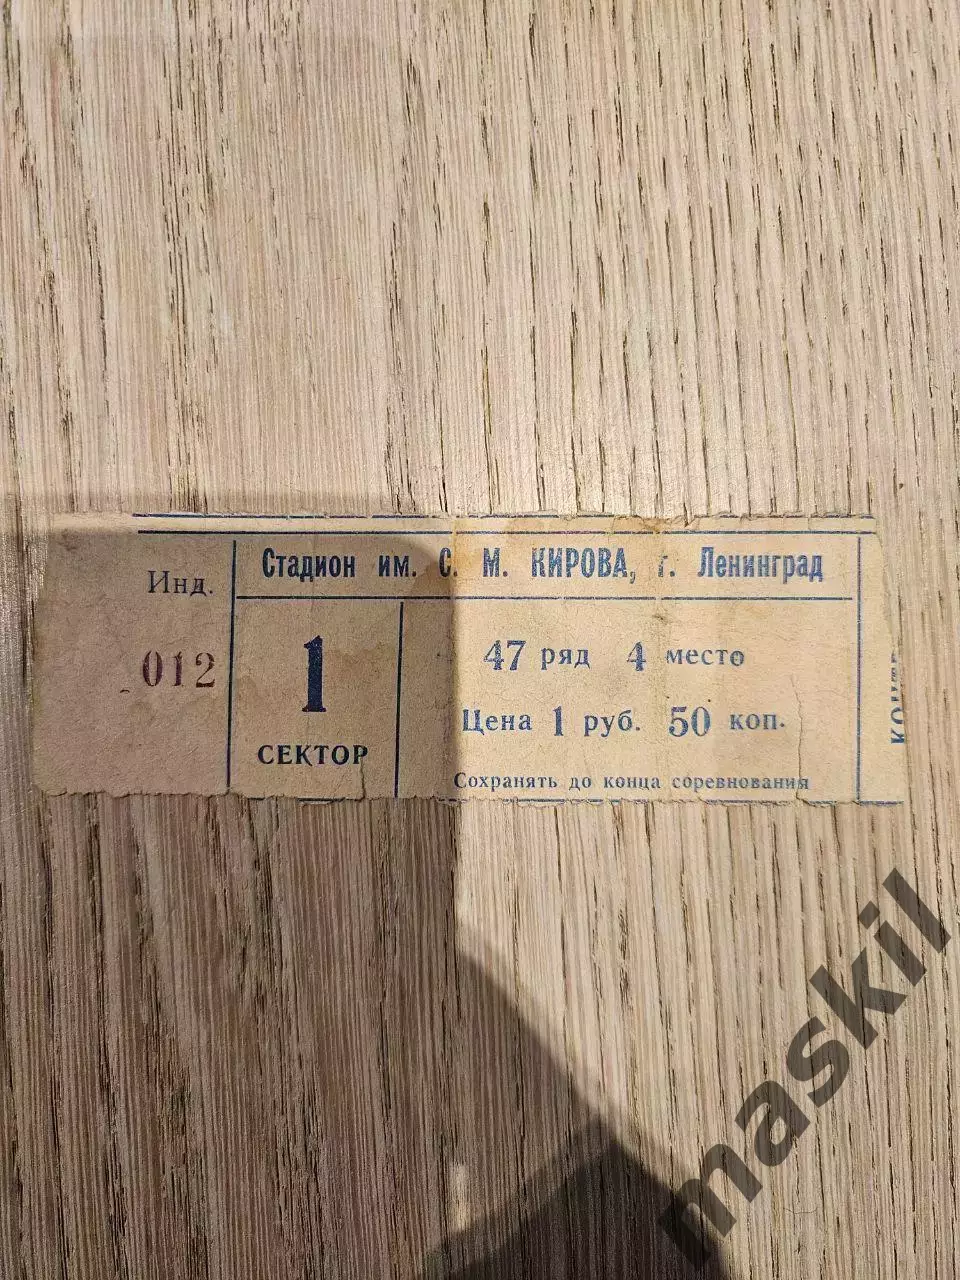 Стадион им. С. М. КИРОВА, г. Ленинград
Инд.
012
1
СЕКТОР
47 ряд 4 место
Цена 1 руб. 50 коп.
Сохранять до конца соревнования
maskil